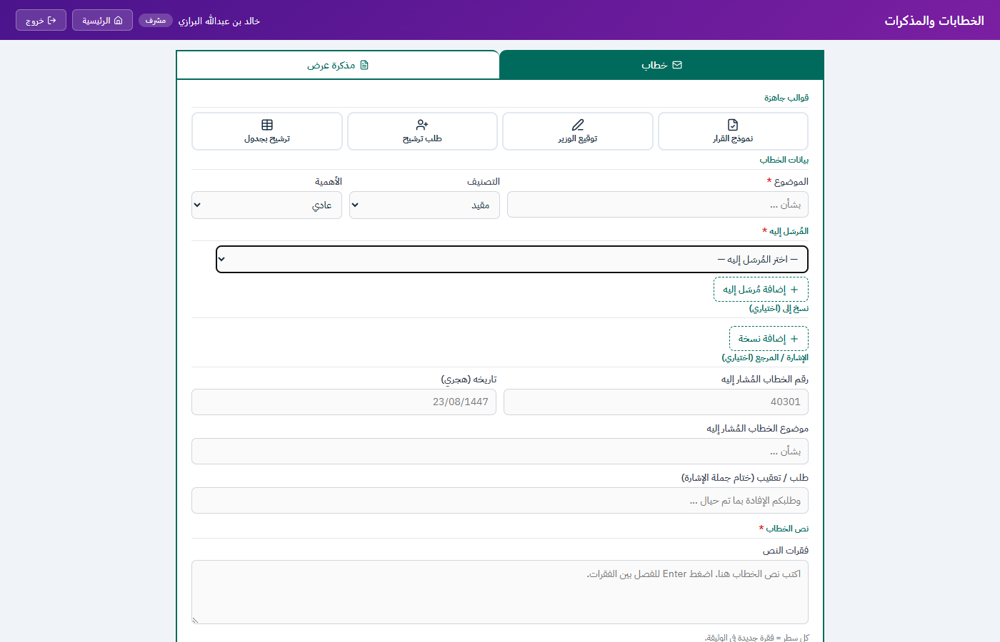 الخطابات والمذكرات
خالد بن عبدالله البرازي
مشرف
الرئيسية
خروج
خطاب
مذكرة عرض
قوالب جاهزة
نموذج القرار
توقيع الوزير
طلب ترشيح
ترشيح بجدول
بيانات الخطاب
الموضوع *
التصنيف
الأهمية
بشأن ...
مقيد
عادي
المُرسَل إليه *
— اختر المُرسَل إليه —
+ إضافة مُرسَل إليه
نسخ إلى (اختياري)
+ إضافة نسخة
الإشارة / المرجع (اختياري)
رقم الخطاب المُشار إليه
تاريخه (هجري)
40301
23/08/1447
موضوع الخطاب المُشار إليه
بشأن ...
طلب / تعقيب (ختام جملة الإشارة)
وطلبكم الإفادة بما تم حيال ...
نص الخطاب *
فقرات النص
اكتب نص الخطاب هنا. اضغط Enter للفصل بين الفقرات.
كل سطر = فقرة جديدة في الوثيقة.